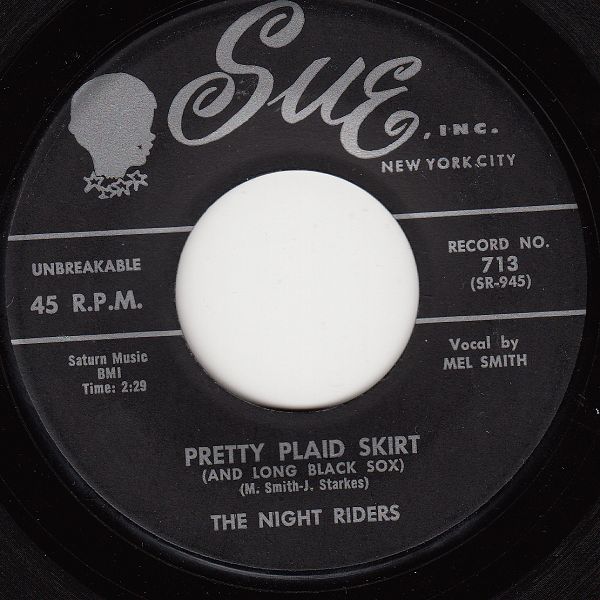 Sue, INC.
NEW YORK CITY
UNBREAKABLE
45 R.P.M.
RECORD NO.
713
(SR-945)
Saturn Music
BMI
Time: 2:29
Vocal by
MEL SMITH
PRETTY PLAID SKIRT
(AND LONG BLACK SOX)
(M. Smith-J. Starkes)
THE NIGHT RIDERS